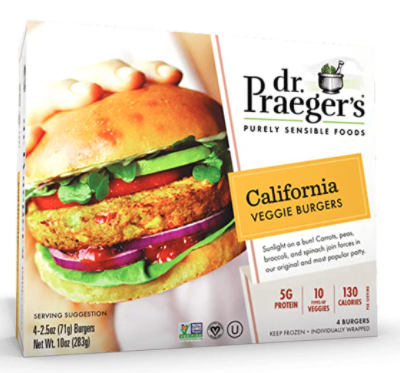 dr.
Praeger's
PURELY SENSIBLE FOODS
California
VEGGIE BURGERS
Sunlight on a bun! Carrots, peas,
broccoli, and spinach join forces in
our original and most popular patty.
5G
PROTEIN
10
TYPES OF
VEGGIES
130
CALORIES
PER SERVING
4 BURGERS
KEEP FROZEN • INDIVIDUALLY WRAPPED
SERVING SUGGESTION
4-2.5oz (71g) Burgers
Net Wt. 10oz (283g)
U